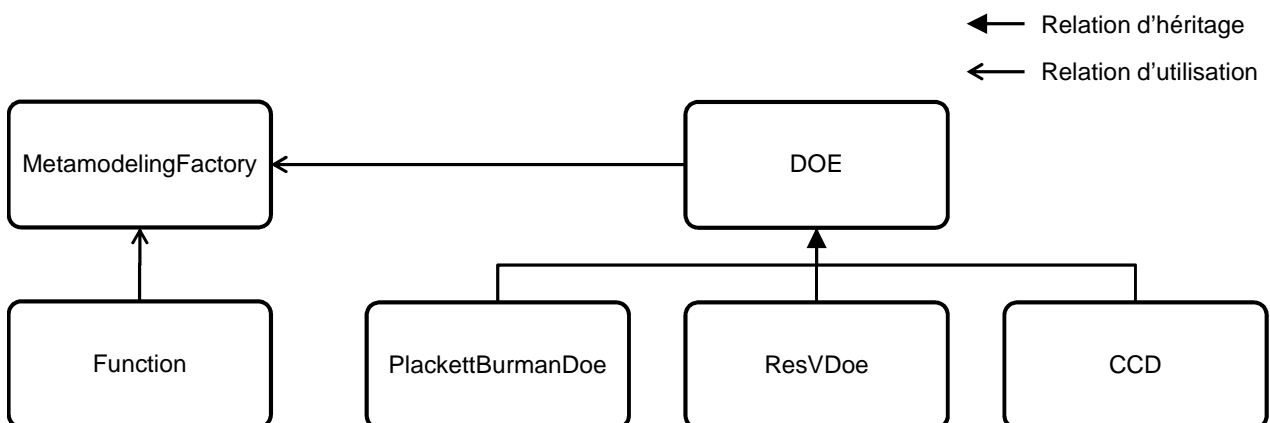 Relation d'héritage
Relation d'utilisation
MetamodelingFactory
DOE
Function
PlackettBurmanDoe
ResVDoe
CCD